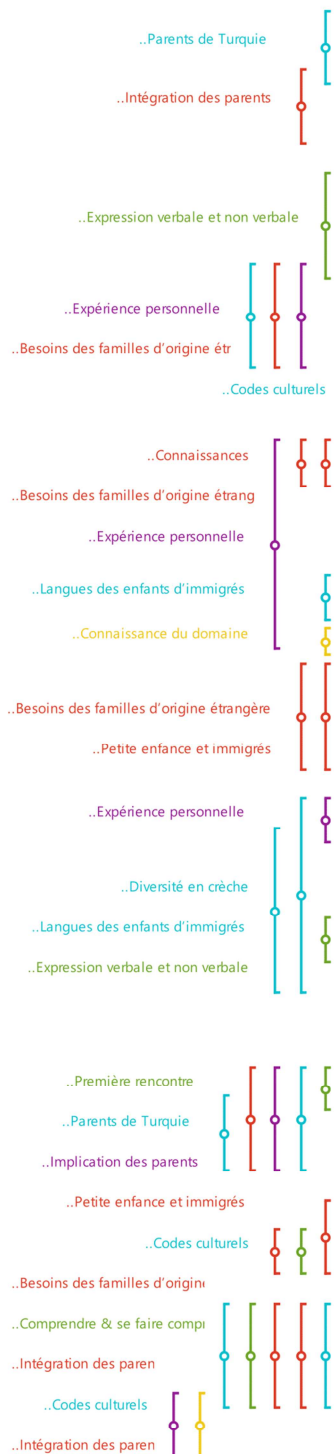 ..Parents de Turquie
..Intégration des parents
..Expression verbale et non verbale
..Expérience personnelle
..Besoins des familles d'origine étr
..Codes culturels
..Connaissances
..Besoins des familles d'origine étrang
..Expérience personnelle
..Langues des enfants d'immigrés
..Connaissance du domaine
..Besoins des familles d'origine étrangère
..Petite enfance et immigrés
..Expérience personnelle
..Diversité en crèche
..Langues des enfants d'immigrés
..Expression verbale et non verbale
..Première rencontre
..Parents de Turquie
..Implication des parents
..Petite enfance et immigrés
..Codes culturels
..Besoins des familles d'origine
..Comprendre & se faire compr
..Intégration des paren
..Codes culturels
..Intégration des paren